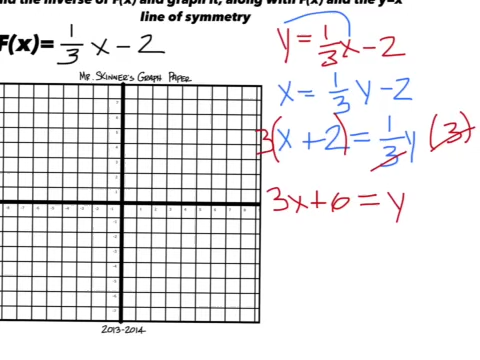 nd the inverse of F(x) and graph it, along with F(x) and the y=x
line of symmetry
F(x)= 1/3 x - 2
Mr. Skinner's Graph Paper
2013-2014
y = 1/3 x - 2
x = 1/3 y - 2
3(x + 2) = 1/3 y (3)
3x + 6 = y